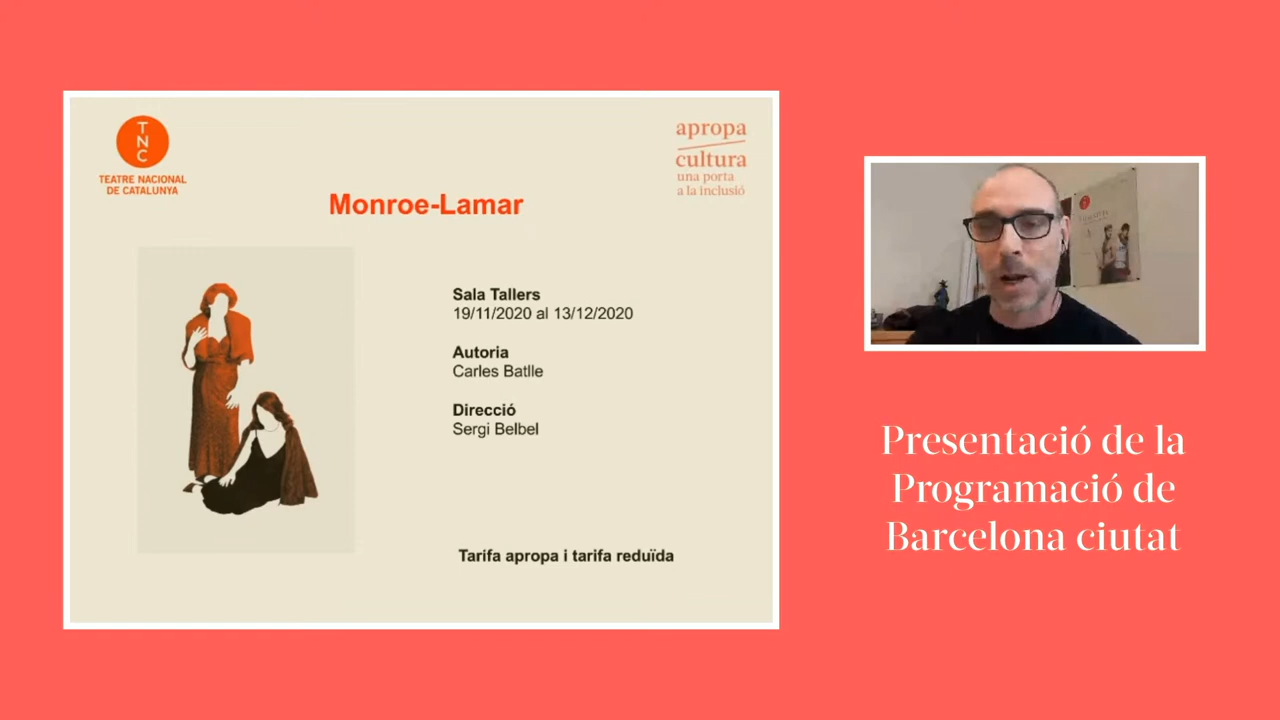 T
N
C
TEATRE NACIONAL
DE CATALUNYA
apropa
cultura
una porta
a la inclusió
Monroe-Lamar
Sala Tallers
19/11/2020 al 13/12/2020
Autoria
Carles Batlle
Direcció
Sergi Belbel
Tarifa apropa i tarifa reduïda
Presentació de la
Programació de
Barcelona ciutat